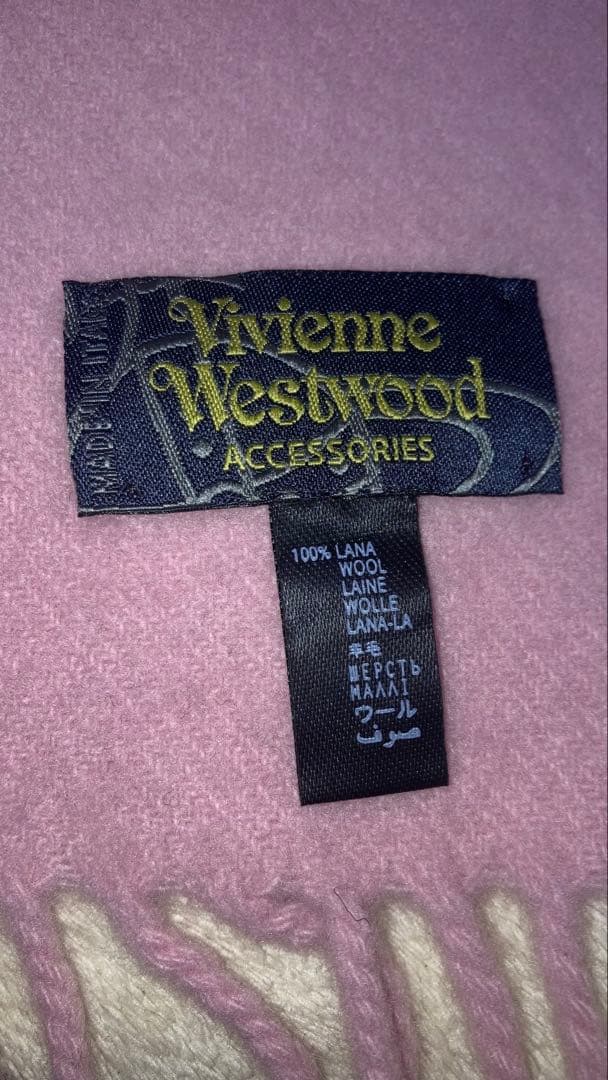 Vivienne
Westwood
ACCESSORIES
MADE IN ITALY
100% LANA
WOOL
LAINE
WOLLE
LANA-LA
羊毛
ШЕРСТЬ
ΜΑΛΛΙ
ウール
صوف